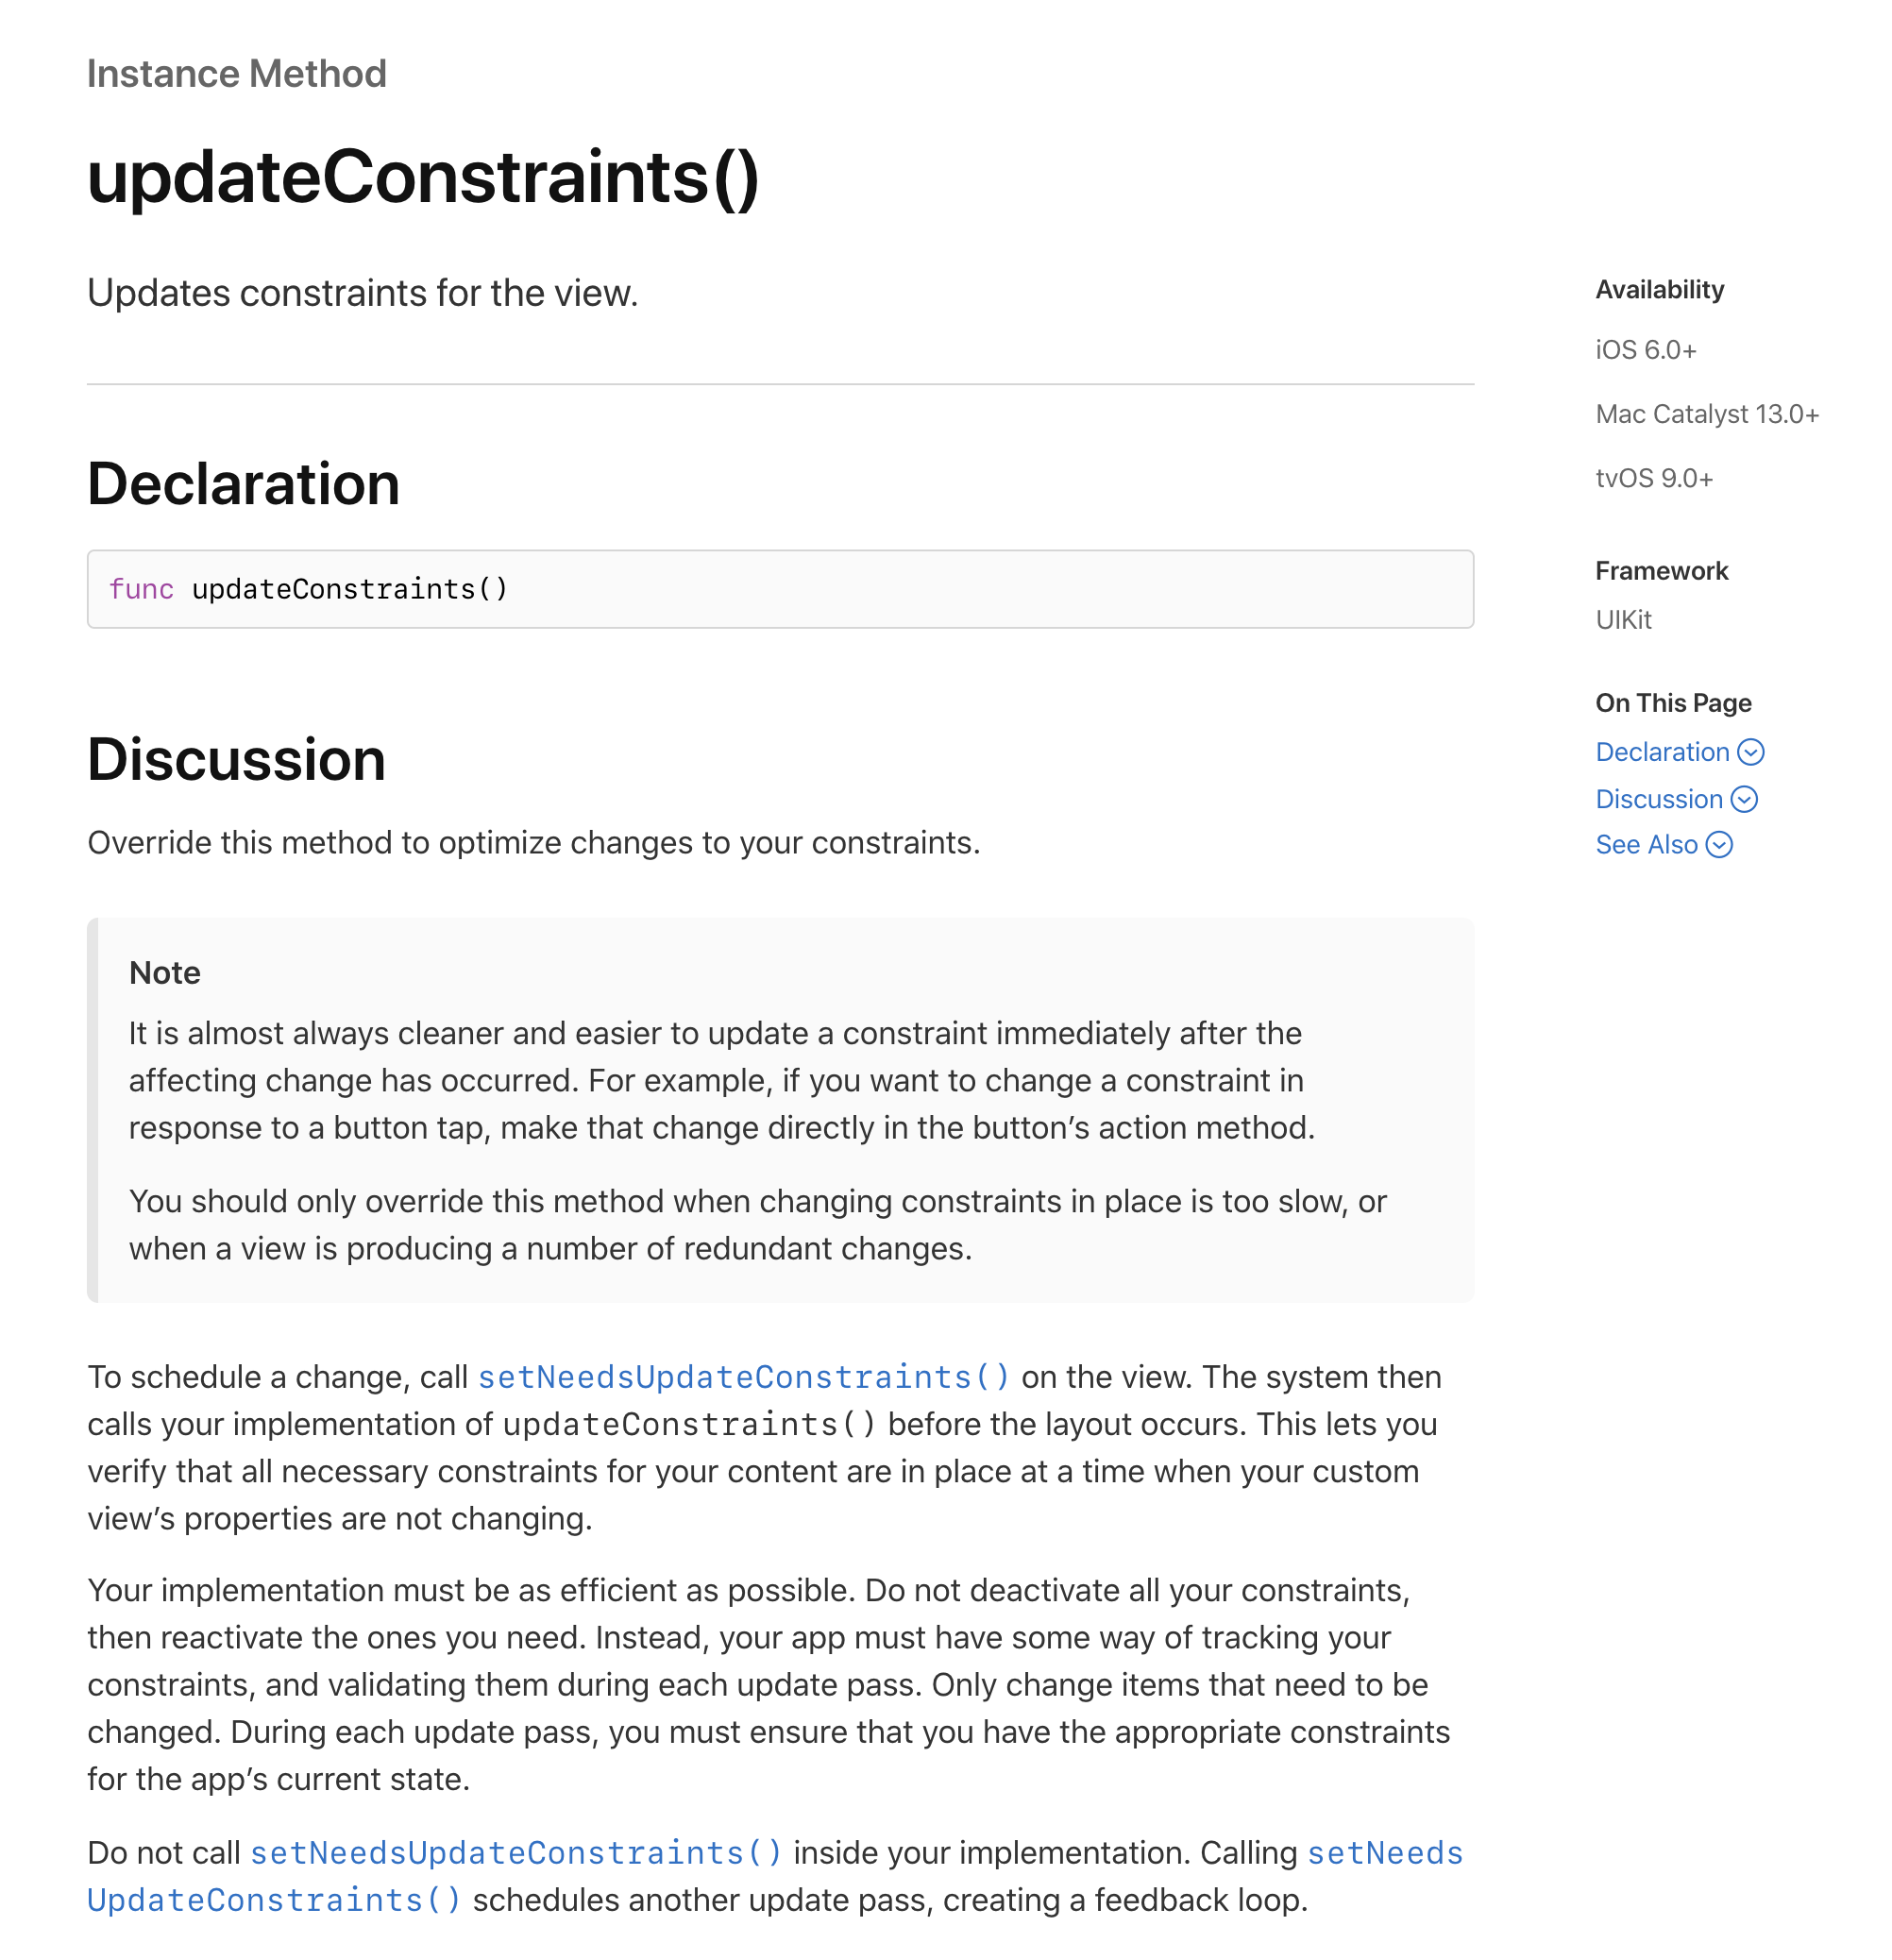 Instance Method
updateConstraints()
Updates constraints for the view.
Declaration
func updateConstraints()
Discussion
Override this method to optimize changes to your constraints.
Note
It is almost always cleaner and easier to update a constraint immediately after the
affecting change has occurred. For example, if you want to change a constraint in
response to a button tap, make that change directly in the button’s action method.
You should only override this method when changing constraints in place is too slow, or
when a view is producing a number of redundant changes.
To schedule a change, call setNeedsUpdateConstraints() on the view. The system then
calls your implementation of updateConstraints() before the layout occurs. This lets you
verify that all necessary constraints for your content are in place at a time when your custom
view’s properties are not changing.
Your implementation must be as efficient as possible. Do not deactivate all your constraints,
then reactivate the ones you need. Instead, your app must have some way of tracking your
constraints, and validating them during each update pass. Only change items that need to be
changed. During each update pass, you must ensure that you have the appropriate constraints
for the app’s current state.
Do not call setNeedsUpdateConstraints() inside your implementation. Calling setNeeds
UpdateConstraints() schedules another update pass, creating a feedback loop.
Availability
iOS 6.0+
Mac Catalyst 13.0+
tvOS 9.0+
Framework
UIKit
On This Page
Declaration
Discussion
See Also